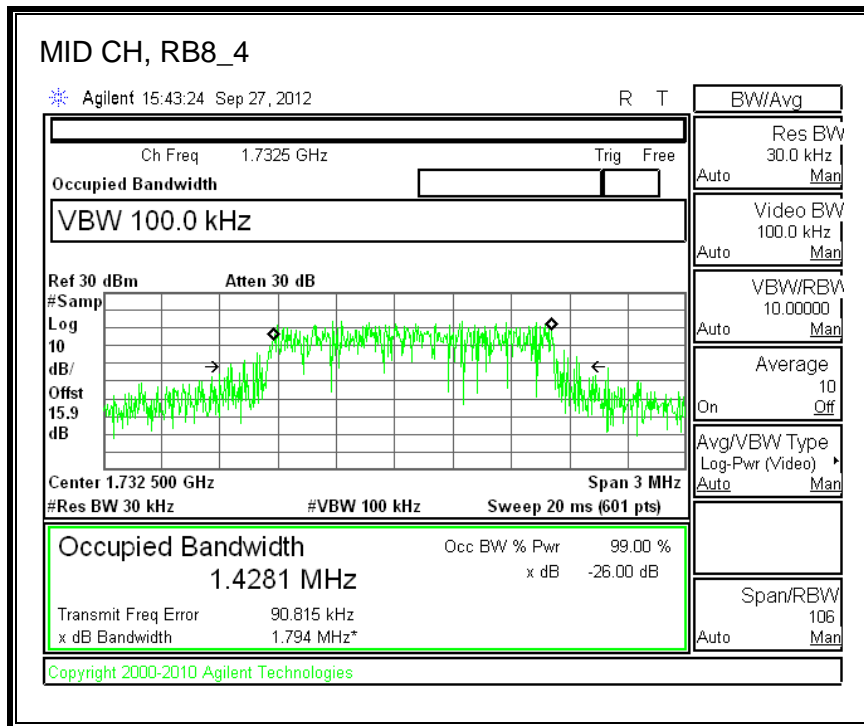 MID CH, RB8_4
Agilent 15:43:24 Sep 27, 2012 R T
Ch Freq 1.7325 GHz Trig Free
Occupied Bandwidth
VBW 100.0 kHz
Ref 30 dBm Atten 30 dB
#Samp
Log
10
dB/
Offst
15.9
dB
Center 1.732 500 GHz Span 3 MHz
#Res BW 30 kHz #VBW 100 kHz Sweep 20 ms (601 pts)
Occupied Bandwidth Occ BW % Pwr 99.00 %
1.4281 MHz x dB -26.00 dB
Transmit Freq Error 90.815 kHz
x dB Bandwidth 1.794 MHz*
Copyright 2000-2010 Agilent Technologies
BW/Avg
Res BW
30.0 kHz
Auto Man
Video BW
100.0 kHz
Auto Man
VBW/RBW
10.00000
Auto Man
Average
10
On Off
Avg/VBW Type
Log-Pwr (Video)
Auto Man
Span/RBW
106
Auto Man